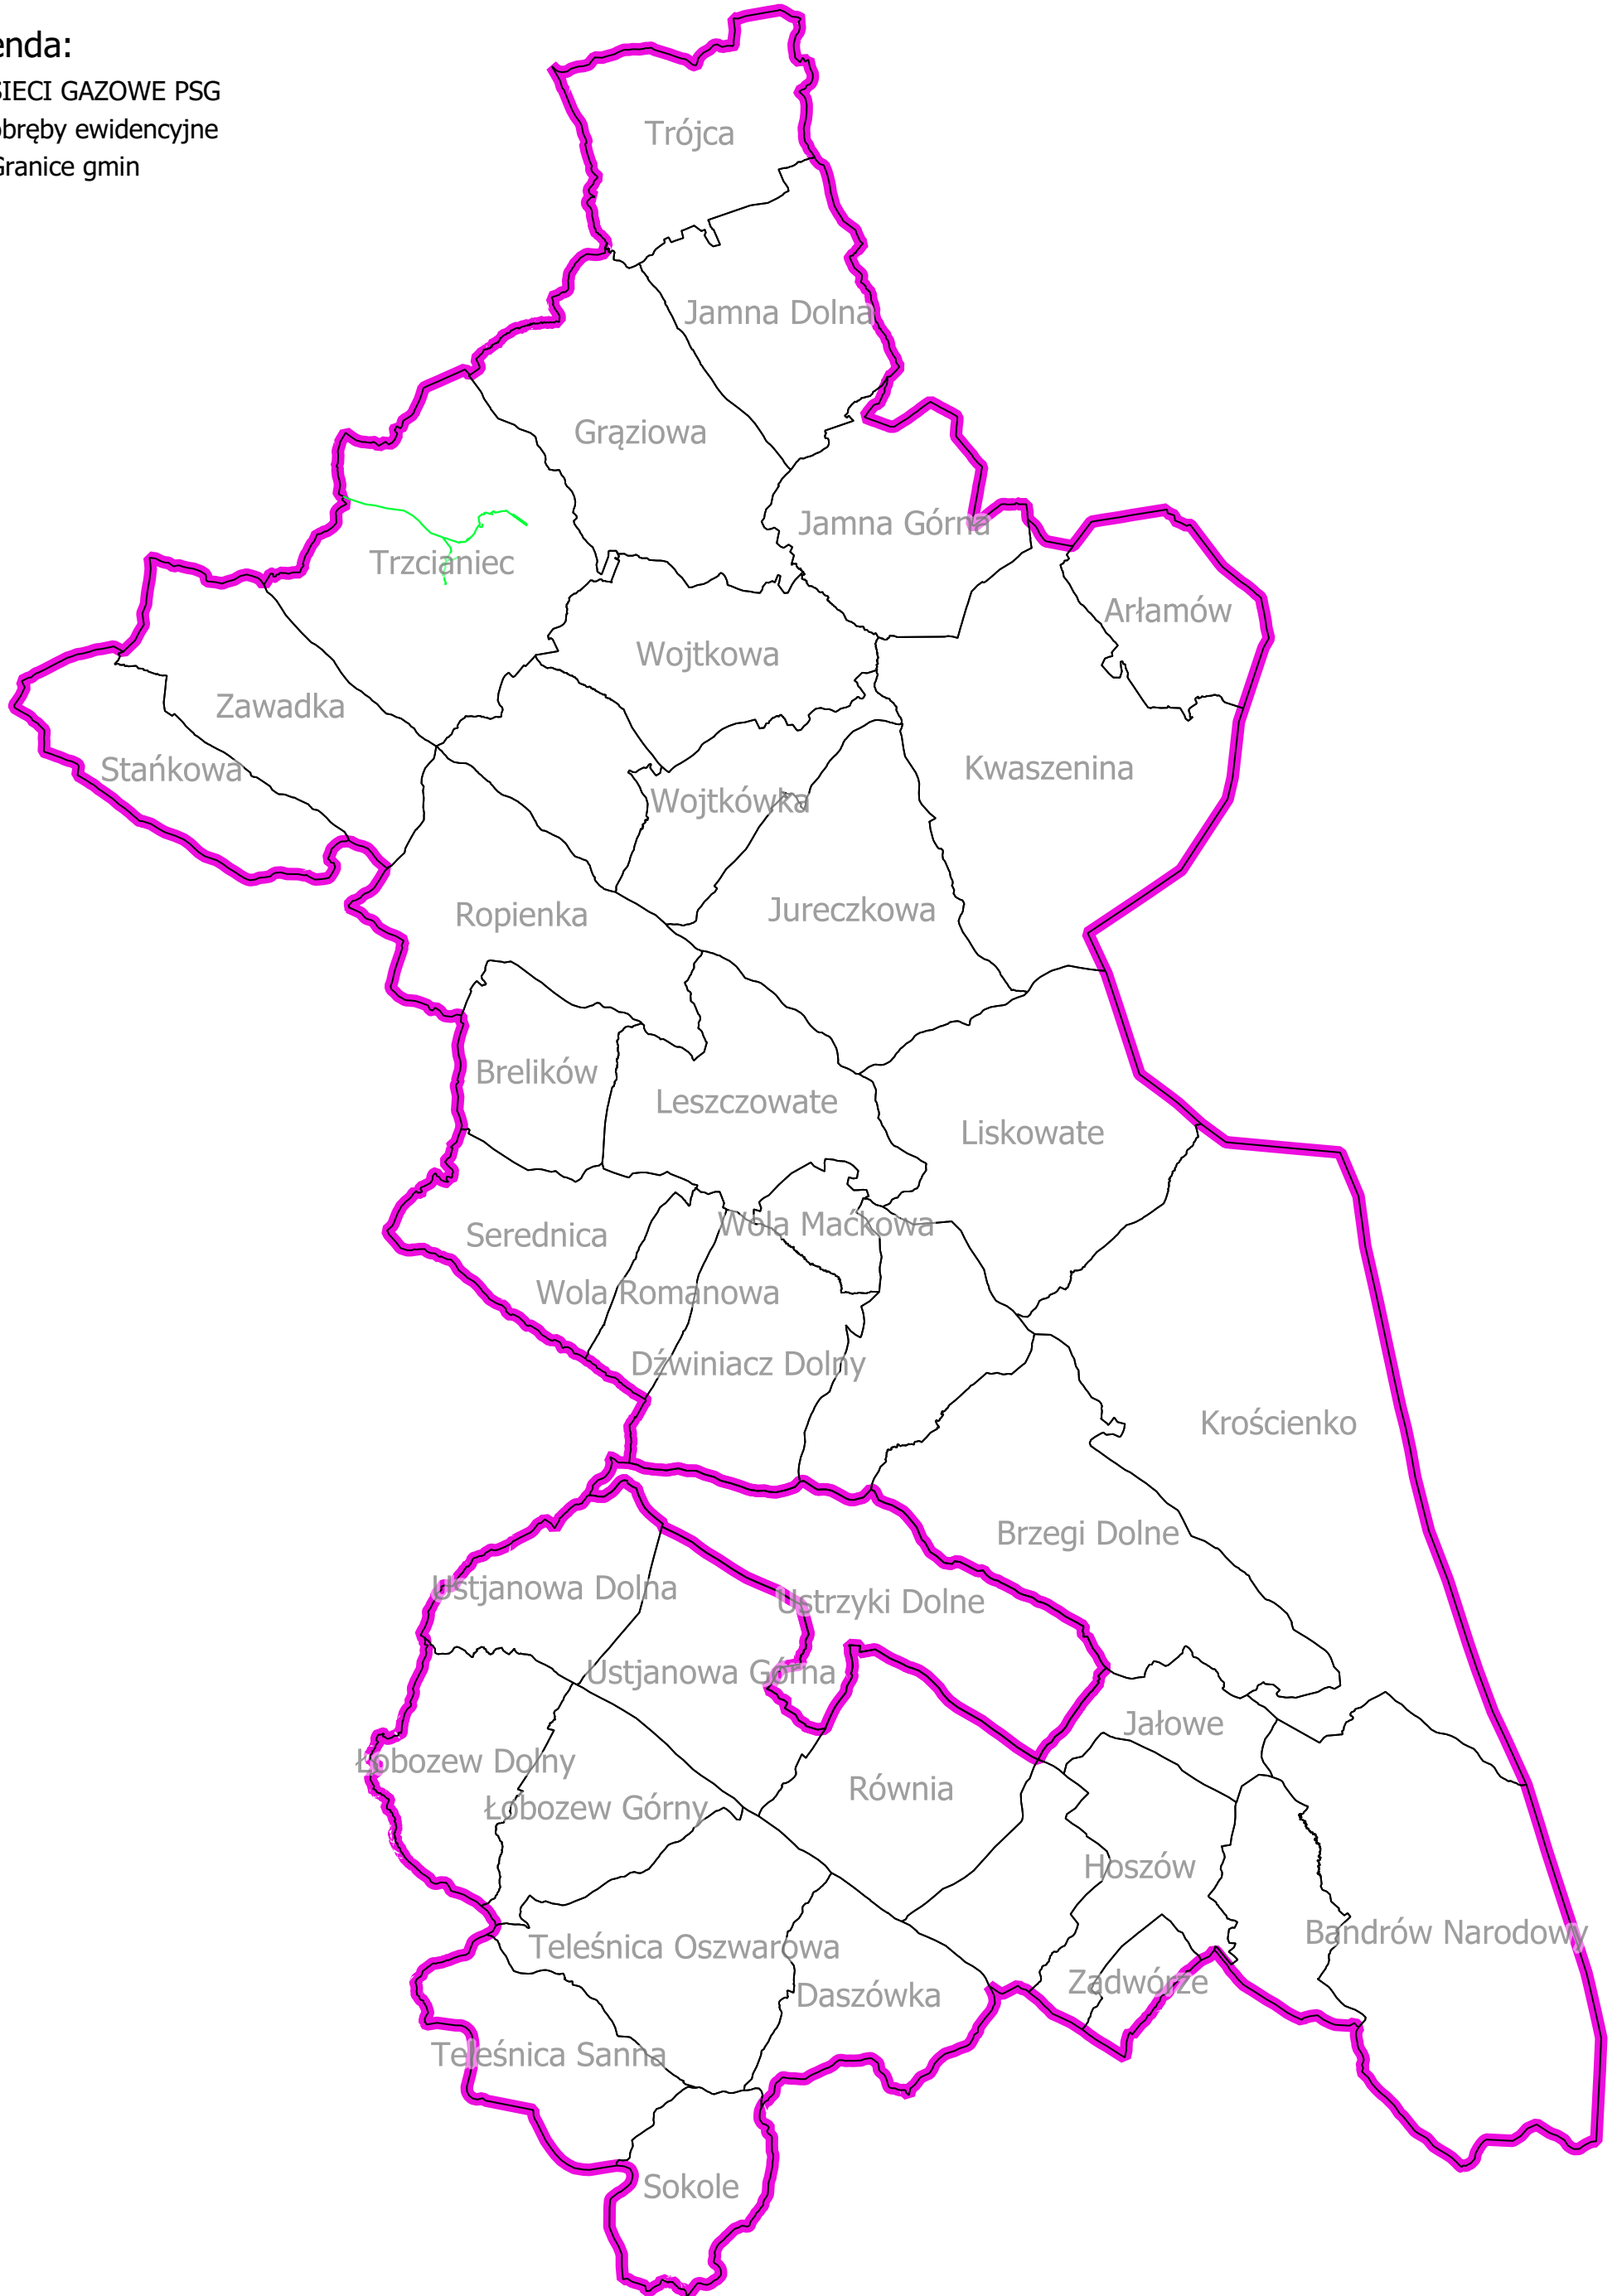 enda:
SIECI GAZOWE PSG
obręby ewidencyjne
Granice gmin
Trójca
Jamna Dolna
Grąziowa
Jamna Górna
Trzcianiec
Arłamów
Wojtkowa
Zawadka
Stańkowa
Kwaszenina
Wojtkówka
Jureczkowa
Ropienka
Brelików
Leszczowate
Liskowate
Wola Maćkowa
Serednica
Wola Romanowa
Dźwiniacz Dolny
Krościenko
Brzegi Dolne
Ustjanowa Dolna
Ustrzyki Dolne
Ustjanowa Górna
Jałowe
Łobozew Dolny
Równia
Łobozew Górny
Hoszów
Bandrów Narodowy
Teleśnica Oszwarowa
Zadwórze
Daszówka
Teleśnica Sanna
Sokole